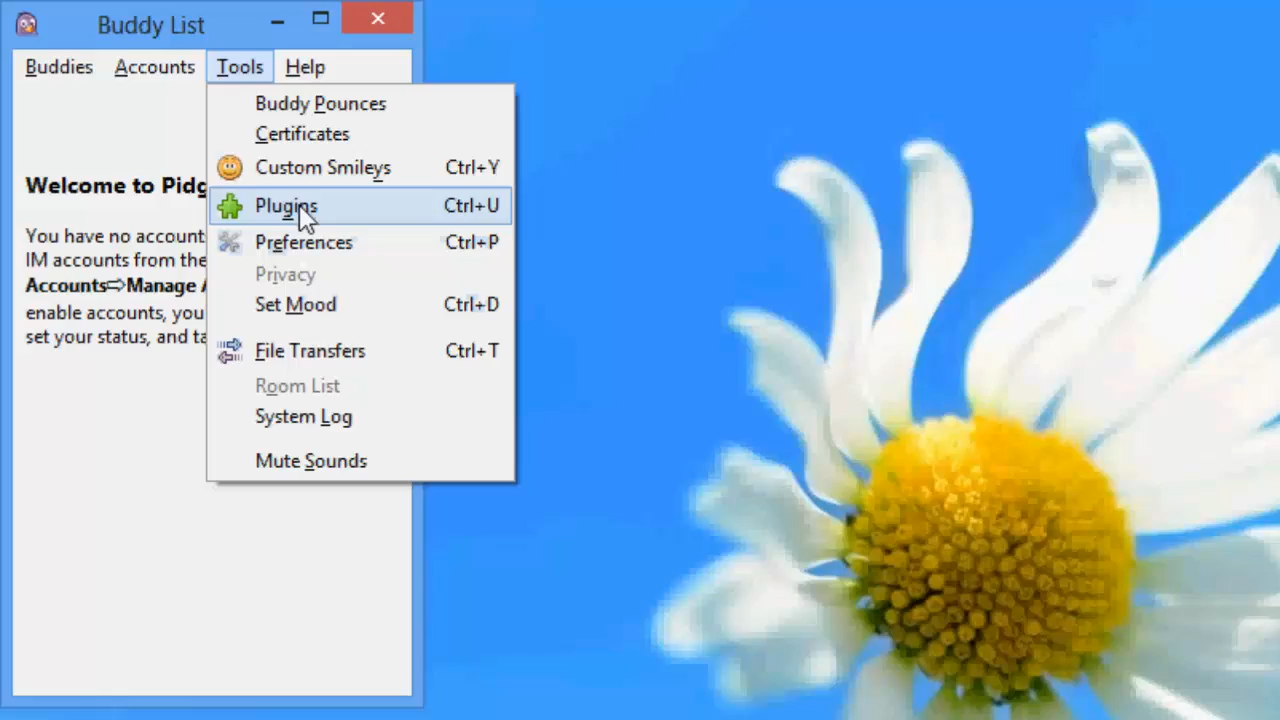 Buddy List
Buddies Accounts Tools Help
Buddy Pounces
Certificates
Custom Smileys Ctrl+Y
Plugins Ctrl+U
Preferences Ctrl+P
Privacy
Set Mood Ctrl+D
File Transfers Ctrl+T
Room List
System Log
Mute Sounds
Welcome to Pidg
You have no account
IM accounts from the
Accounts⇨Manage A
enable accounts, you
set your status, and ta